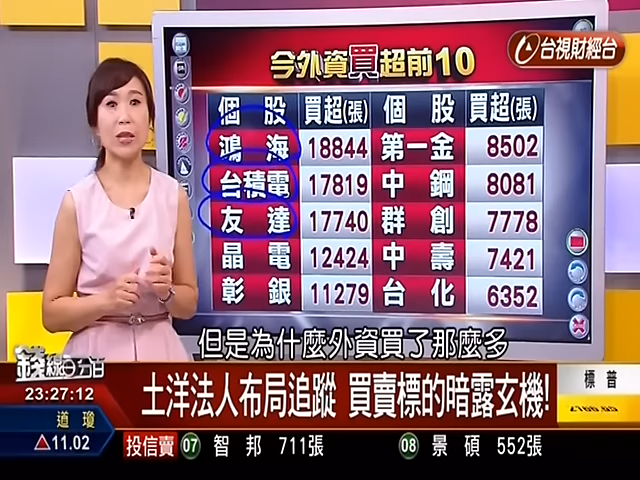 台視財經台
今外資買超前10
個股 買超(張) 個股 買超(張)
鴻海 18844 第一金 8502
台積電 17819 中鋼 8081
友達 17740 群創 7778
晶電 12424 中壽 7421
彰銀 11279 台化 6352
但是為什麼外資買了那麼多
錢線百分百
23:27:12
土洋法人布局追蹤 買賣標的暗露玄機!
標普
道瓊
▲11.02
投信賣 07 智邦 711張 08 景碩 552張